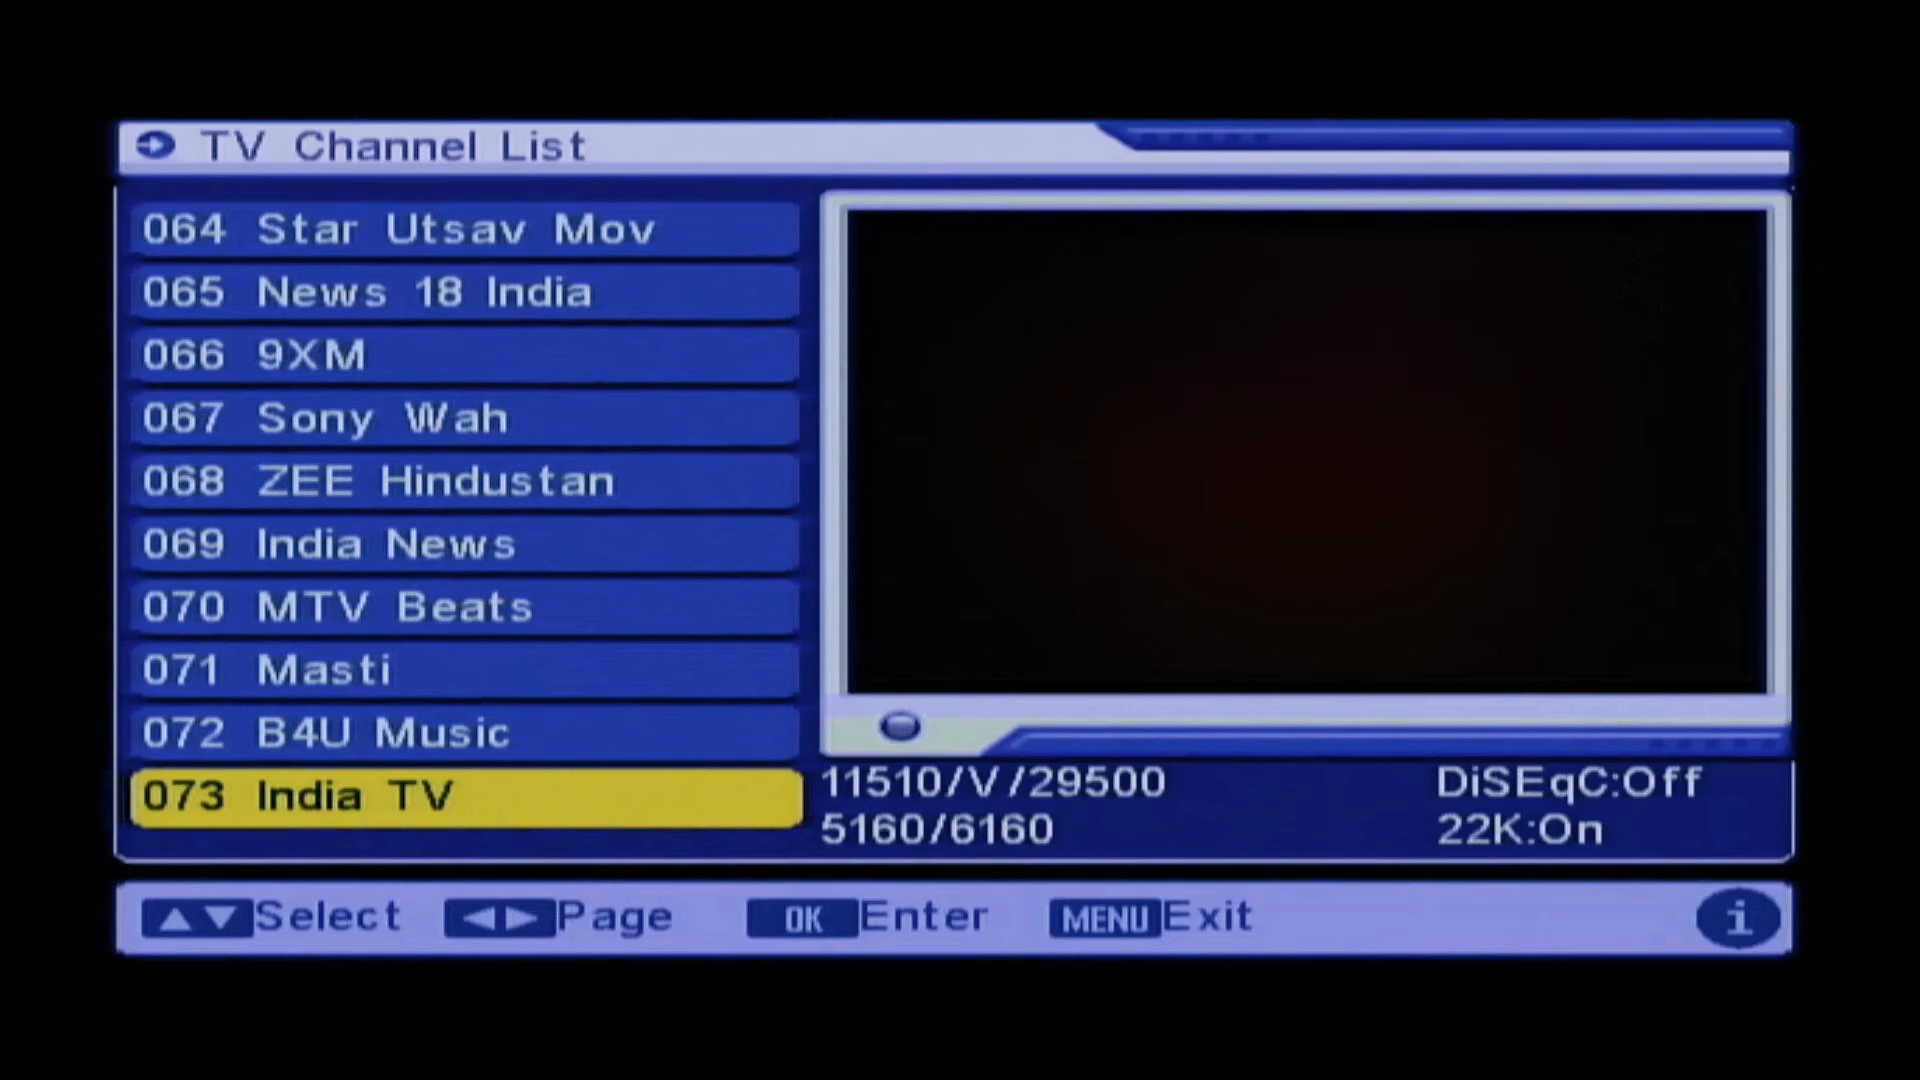 TV Channel List
064 Star Utsav Mov
065 News 18 India
066 9XM
067 Sony Wah
068 ZEE Hindustan
069 India News
070 MTV Beats
071 Masti
072 B4U Music
073 India TV
11510/V/29500
DiSEqC:Off
5160/6160
22K:On
Select Page OK Enter MENU Exit i